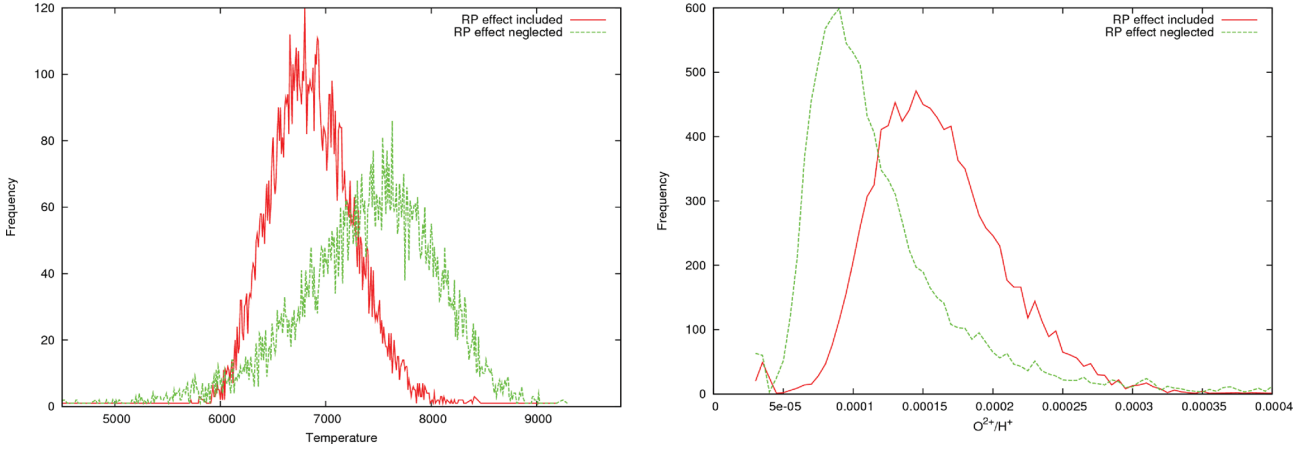 120
100
80
60
40
20
0
Frequency
RP effect included
RP effect neglected
5000 6000 7000 8000 9000
Temperature
600
500
400
300
200
100
0
Frequency
RP effect included
RP effect neglected
0 5e-05 0.0001 0.00015 0.0002 0.00025 0.0003 0.00035 0.0004
O²⁺/H⁺